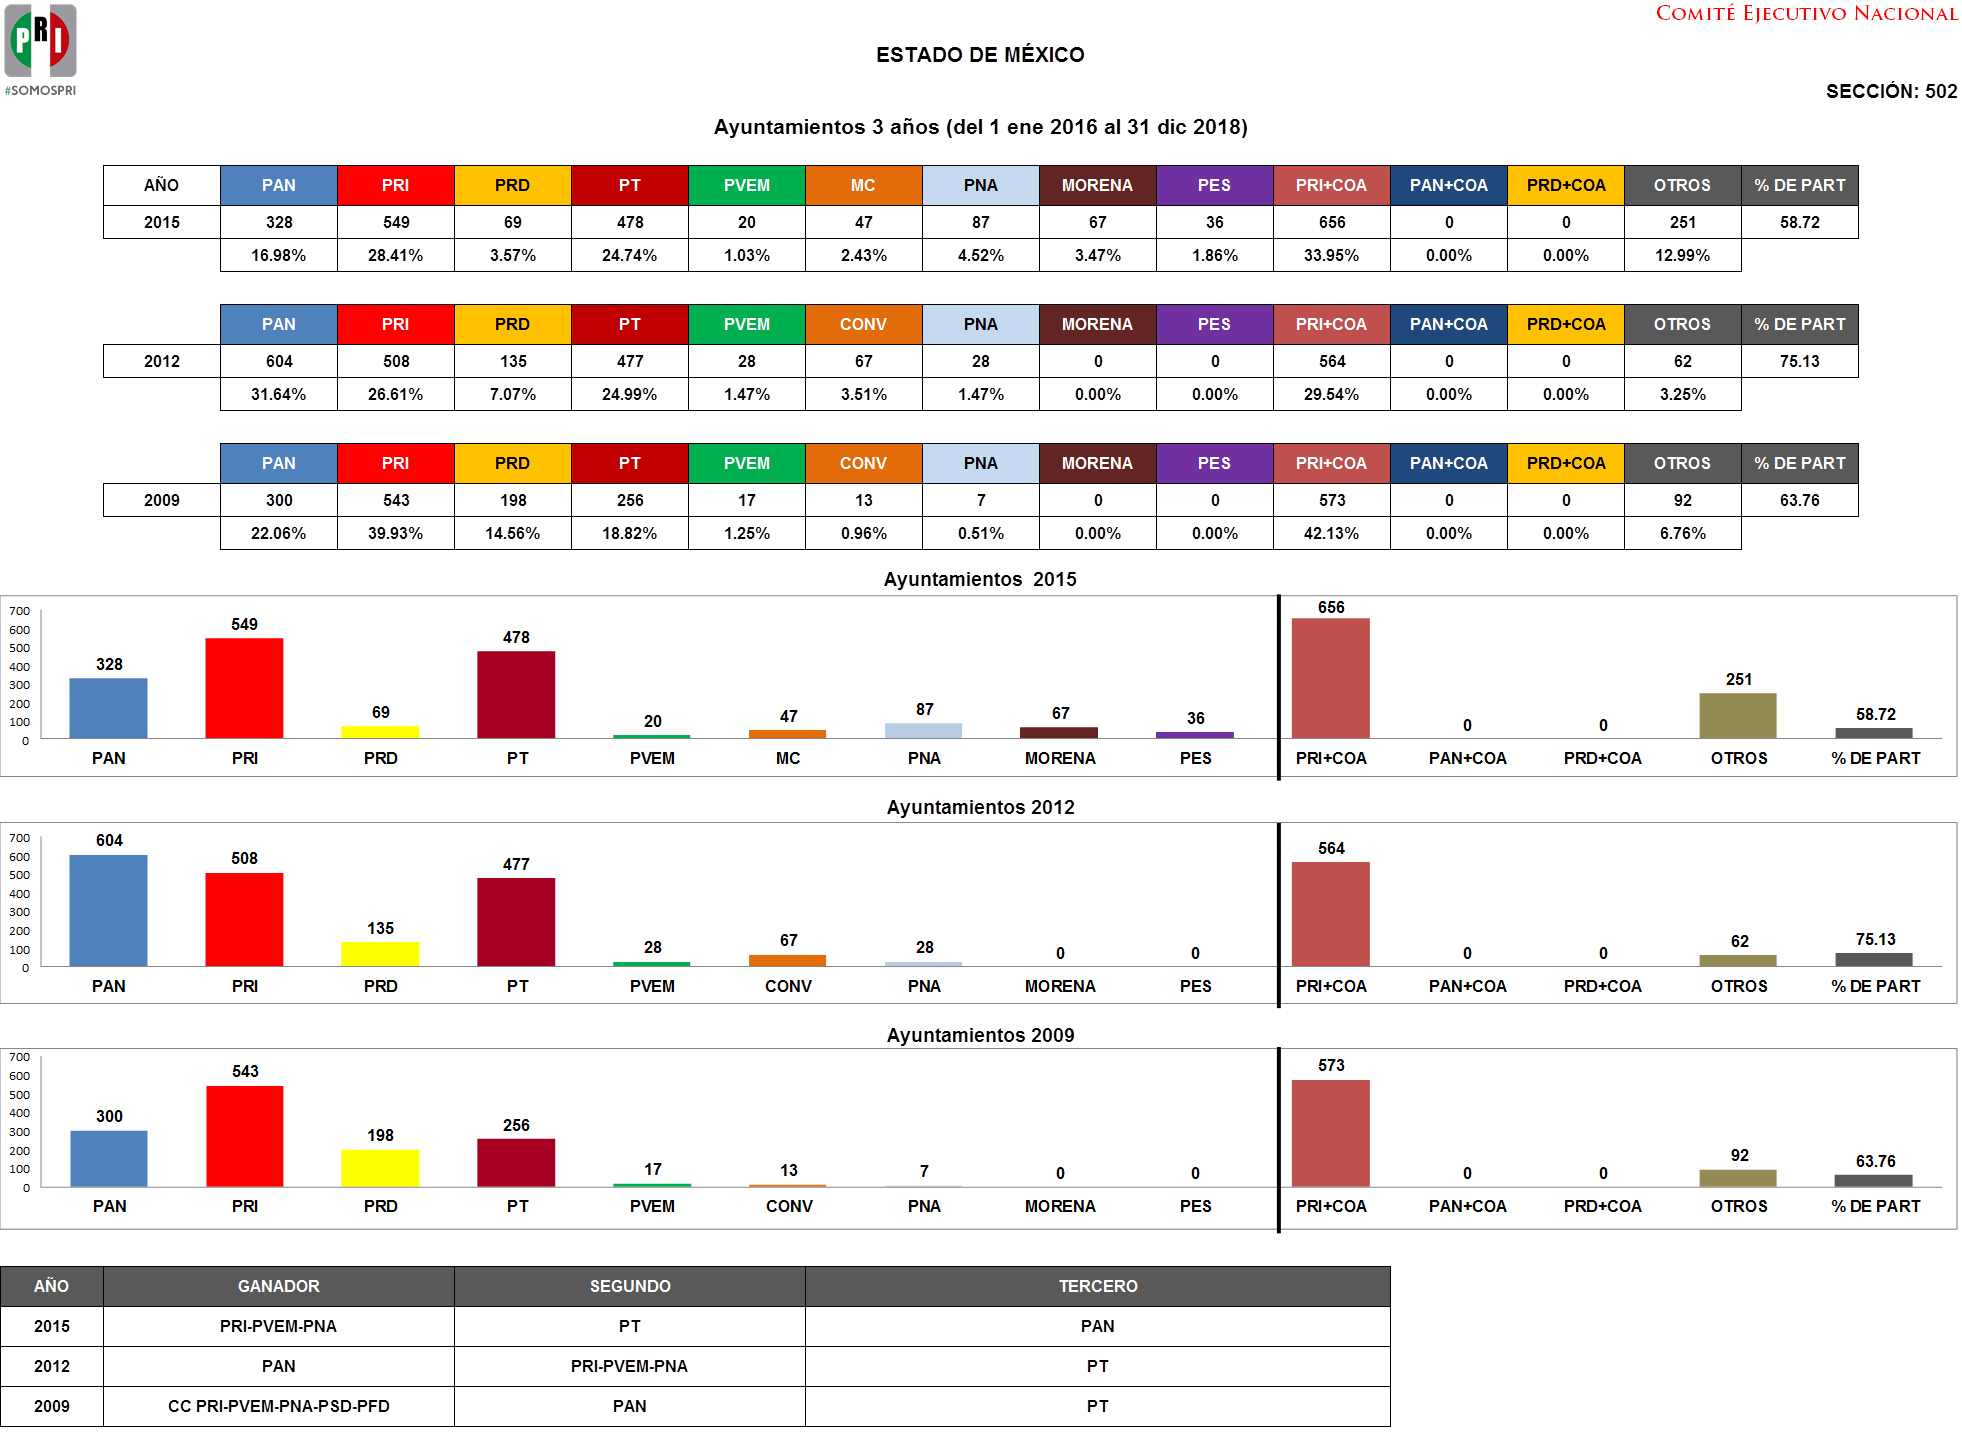 PRI
#SOMOSPRI
COMITÉ EJECUTIVO NACIONAL
ESTADO DE MÉXICO
SECCIÓN: 502
Ayuntamientos 3 años (del 1 ene 2016 al 31 dic 2018)
AÑO PAN PRI PRD PT PVEM MC PNA MORENA PES PRI+COA PAN+COA PRD+COA OTROS % DE PART
2015 328 549 69 478 20 47 87 67 36 656 0 0 251 58.72
16.98% 28.41% 3.57% 24.74% 1.03% 2.43% 4.52% 3.47% 1.86% 33.95% 0.00% 0.00% 12.99%
PAN PRI PRD PT PVEM CONV PNA MORENA PES PRI+COA PAN+COA PRD+COA OTROS % DE PART
2012 604 508 135 477 28 67 28 0 0 564 0 0 62 75.13
31.64% 26.61% 7.07% 24.99% 1.47% 3.51% 1.47% 0.00% 0.00% 29.54% 0.00% 0.00% 3.25%
PAN PRI PRD PT PVEM CONV PNA MORENA PES PRI+COA PAN+COA PRD+COA OTROS % DE PART
2009 300 543 198 256 17 13 7 0 0 573 0 0 92 63.76
22.06% 39.93% 14.56% 18.82% 1.25% 0.96% 0.51% 0.00% 0.00% 42.13% 0.00% 0.00% 6.76%
Ayuntamientos 2015
700
600
500
400
300
200
100
0
328 549 69 478 20 47 87 67 36 656 0 0 251 58.72
PAN PRI PRD PT PVEM MC PNA MORENA PES PRI+COA PAN+COA PRD+COA OTROS % DE PART
Ayuntamientos 2012
700
600
500
400
300
200
100
0
604 508 135 477 28 67 28 0 0 564 0 0 62 75.13
PAN PRI PRD PT PVEM CONV PNA MORENA PES PRI+COA PAN+COA PRD+COA OTROS % DE PART
Ayuntamientos 2009
700
600
500
400
300
200
100
0
300 543 198 256 17 13 7 0 0 573 0 0 92 63.76
PAN PRI PRD PT PVEM CONV PNA MORENA PES PRI+COA PAN+COA PRD+COA OTROS % DE PART
AÑO GANADOR SEGUNDO TERCERO
2015 PRI-PVEM-PNA PT PAN
2012 PAN PRI-PVEM-PNA PT
2009 CC PRI-PVEM-PNA-PSD-PFD PAN PT